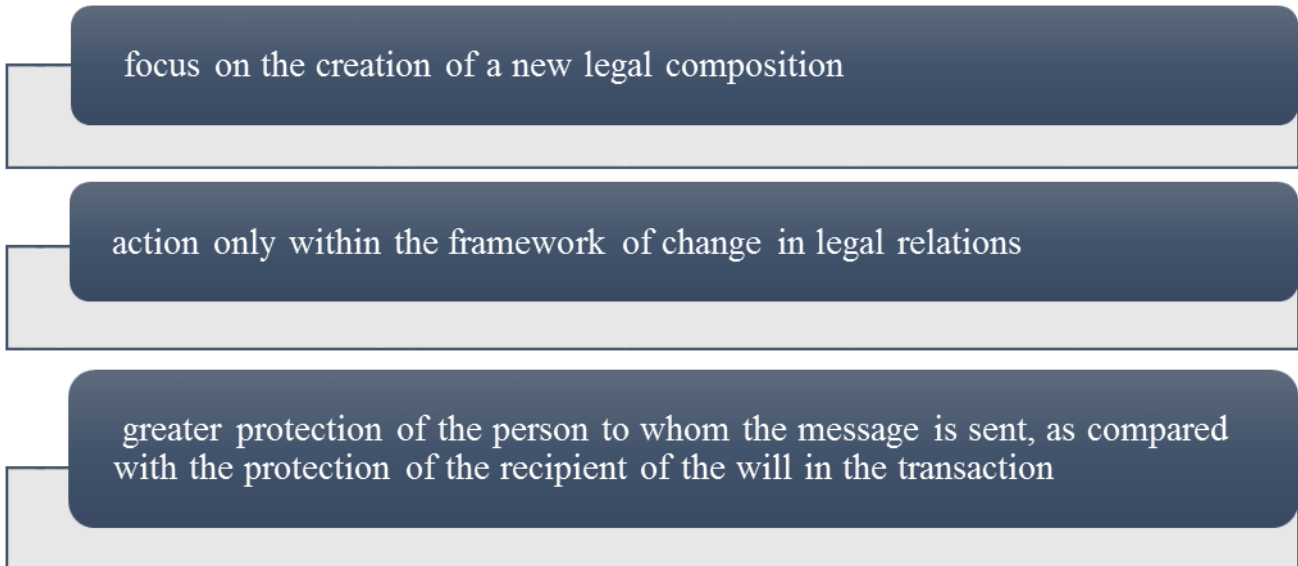 focus on the creation of a new legal composition
action only within the framework of change in legal relations
greater protection of the person to whom the message is sent, as compared
with the protection of the recipient of the will in the transaction